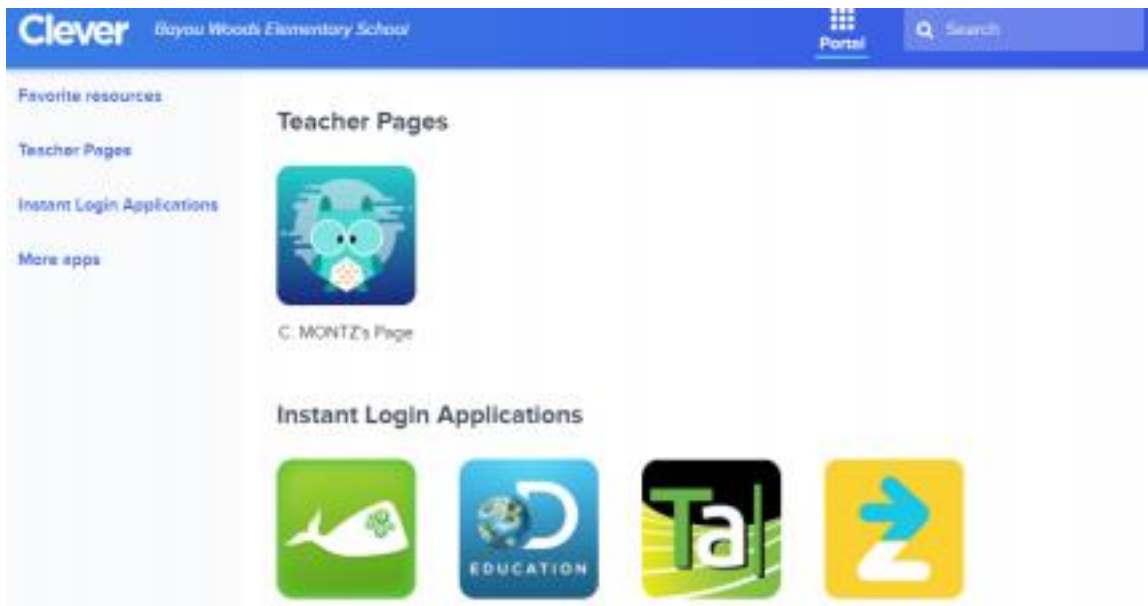 Clever
Bayou Woods Elementary School
Portal
Search
Favorite resources
Teacher Pages
Instant Login Applications
More apps
Teacher Pages
C. MONTZ's Page
Instant Login Applications
D
EDUCATION
Ta
Z